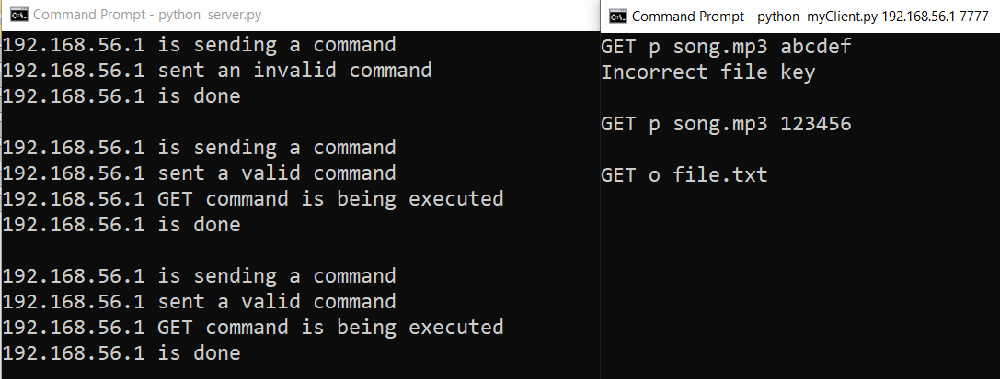 Command Prompt - python  server.py
192.168.56.1 is sending a command
192.168.56.1 sent an invalid command
192.168.56.1 is done
192.168.56.1 is sending a command
192.168.56.1 sent a valid command
192.168.56.1 GET command is being executed
192.168.56.1 is done
192.168.56.1 is sending a command
192.168.56.1 sent a valid command
192.168.56.1 GET command is being executed
192.168.56.1 is done
Command Prompt - python  myClient.py 192.168.56.1 7777
GET p song.mp3 abcdef
Incorrect file key
GET p song.mp3 123456
GET o file.txt